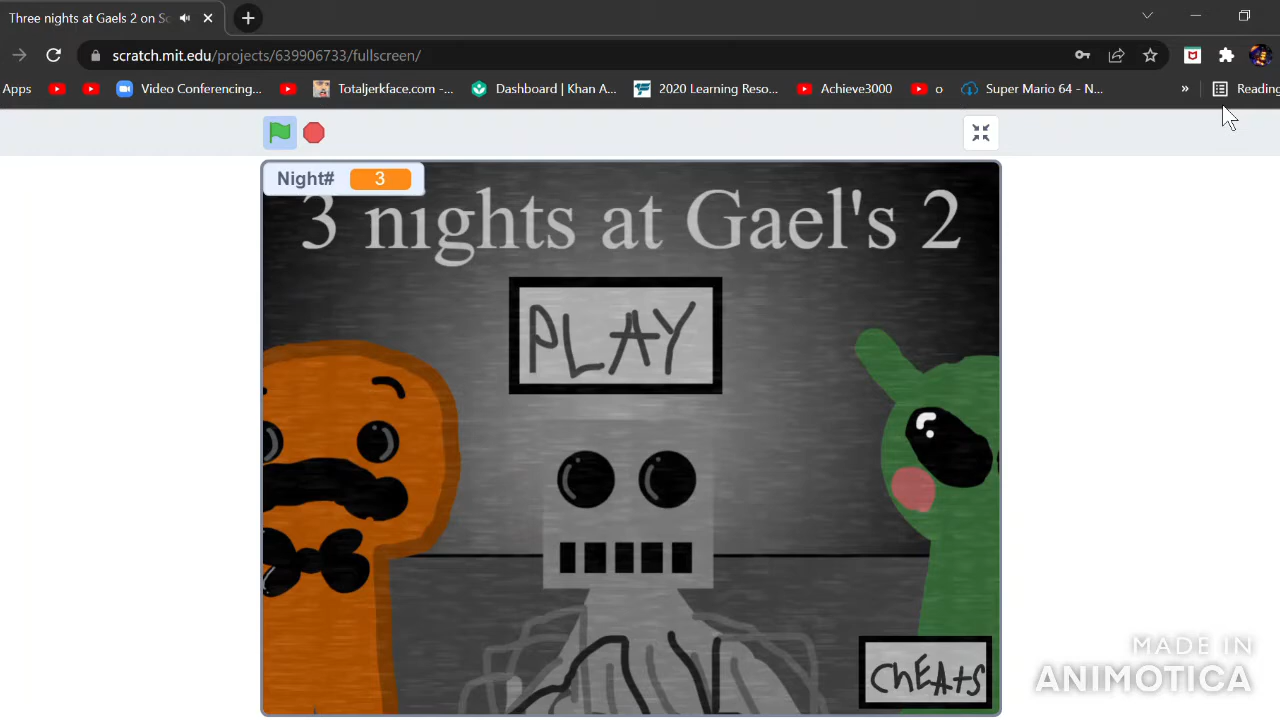 Three nights at Gaels 2 on Sc
scratch.mit.edu/projects/639906733/fullscreen/
Apps Video Conferencing... Totaljerkface.com -... Dashboard | Khan A... 2020 Learning Reso... Achieve3000 o Super Mario 64 - N... » Reading
Night# 3
3 nights at Gael's 2
PLAY
CHEAtS
MADE IN
ANIMOTICA